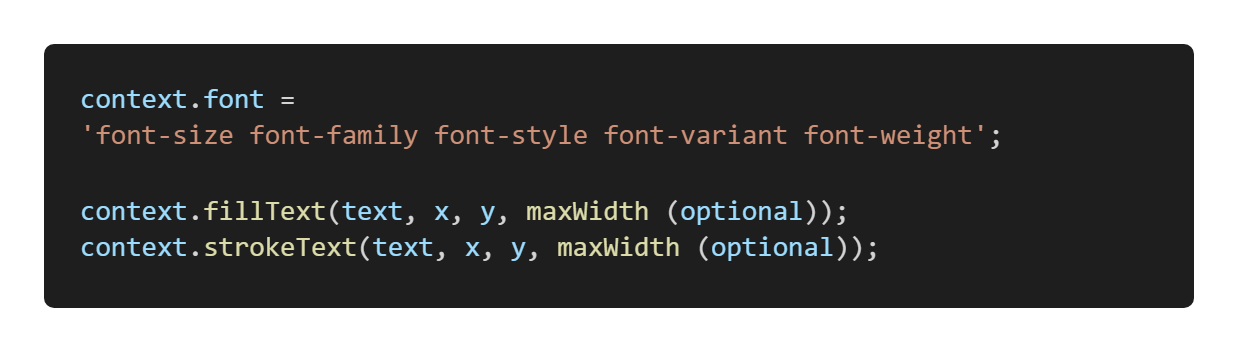 context.font =
'font-size font-family font-style font-variant font-weight';
context.fillText(text, x, y, maxWidth (optional));
context.strokeText(text, x, y, maxWidth (optional));